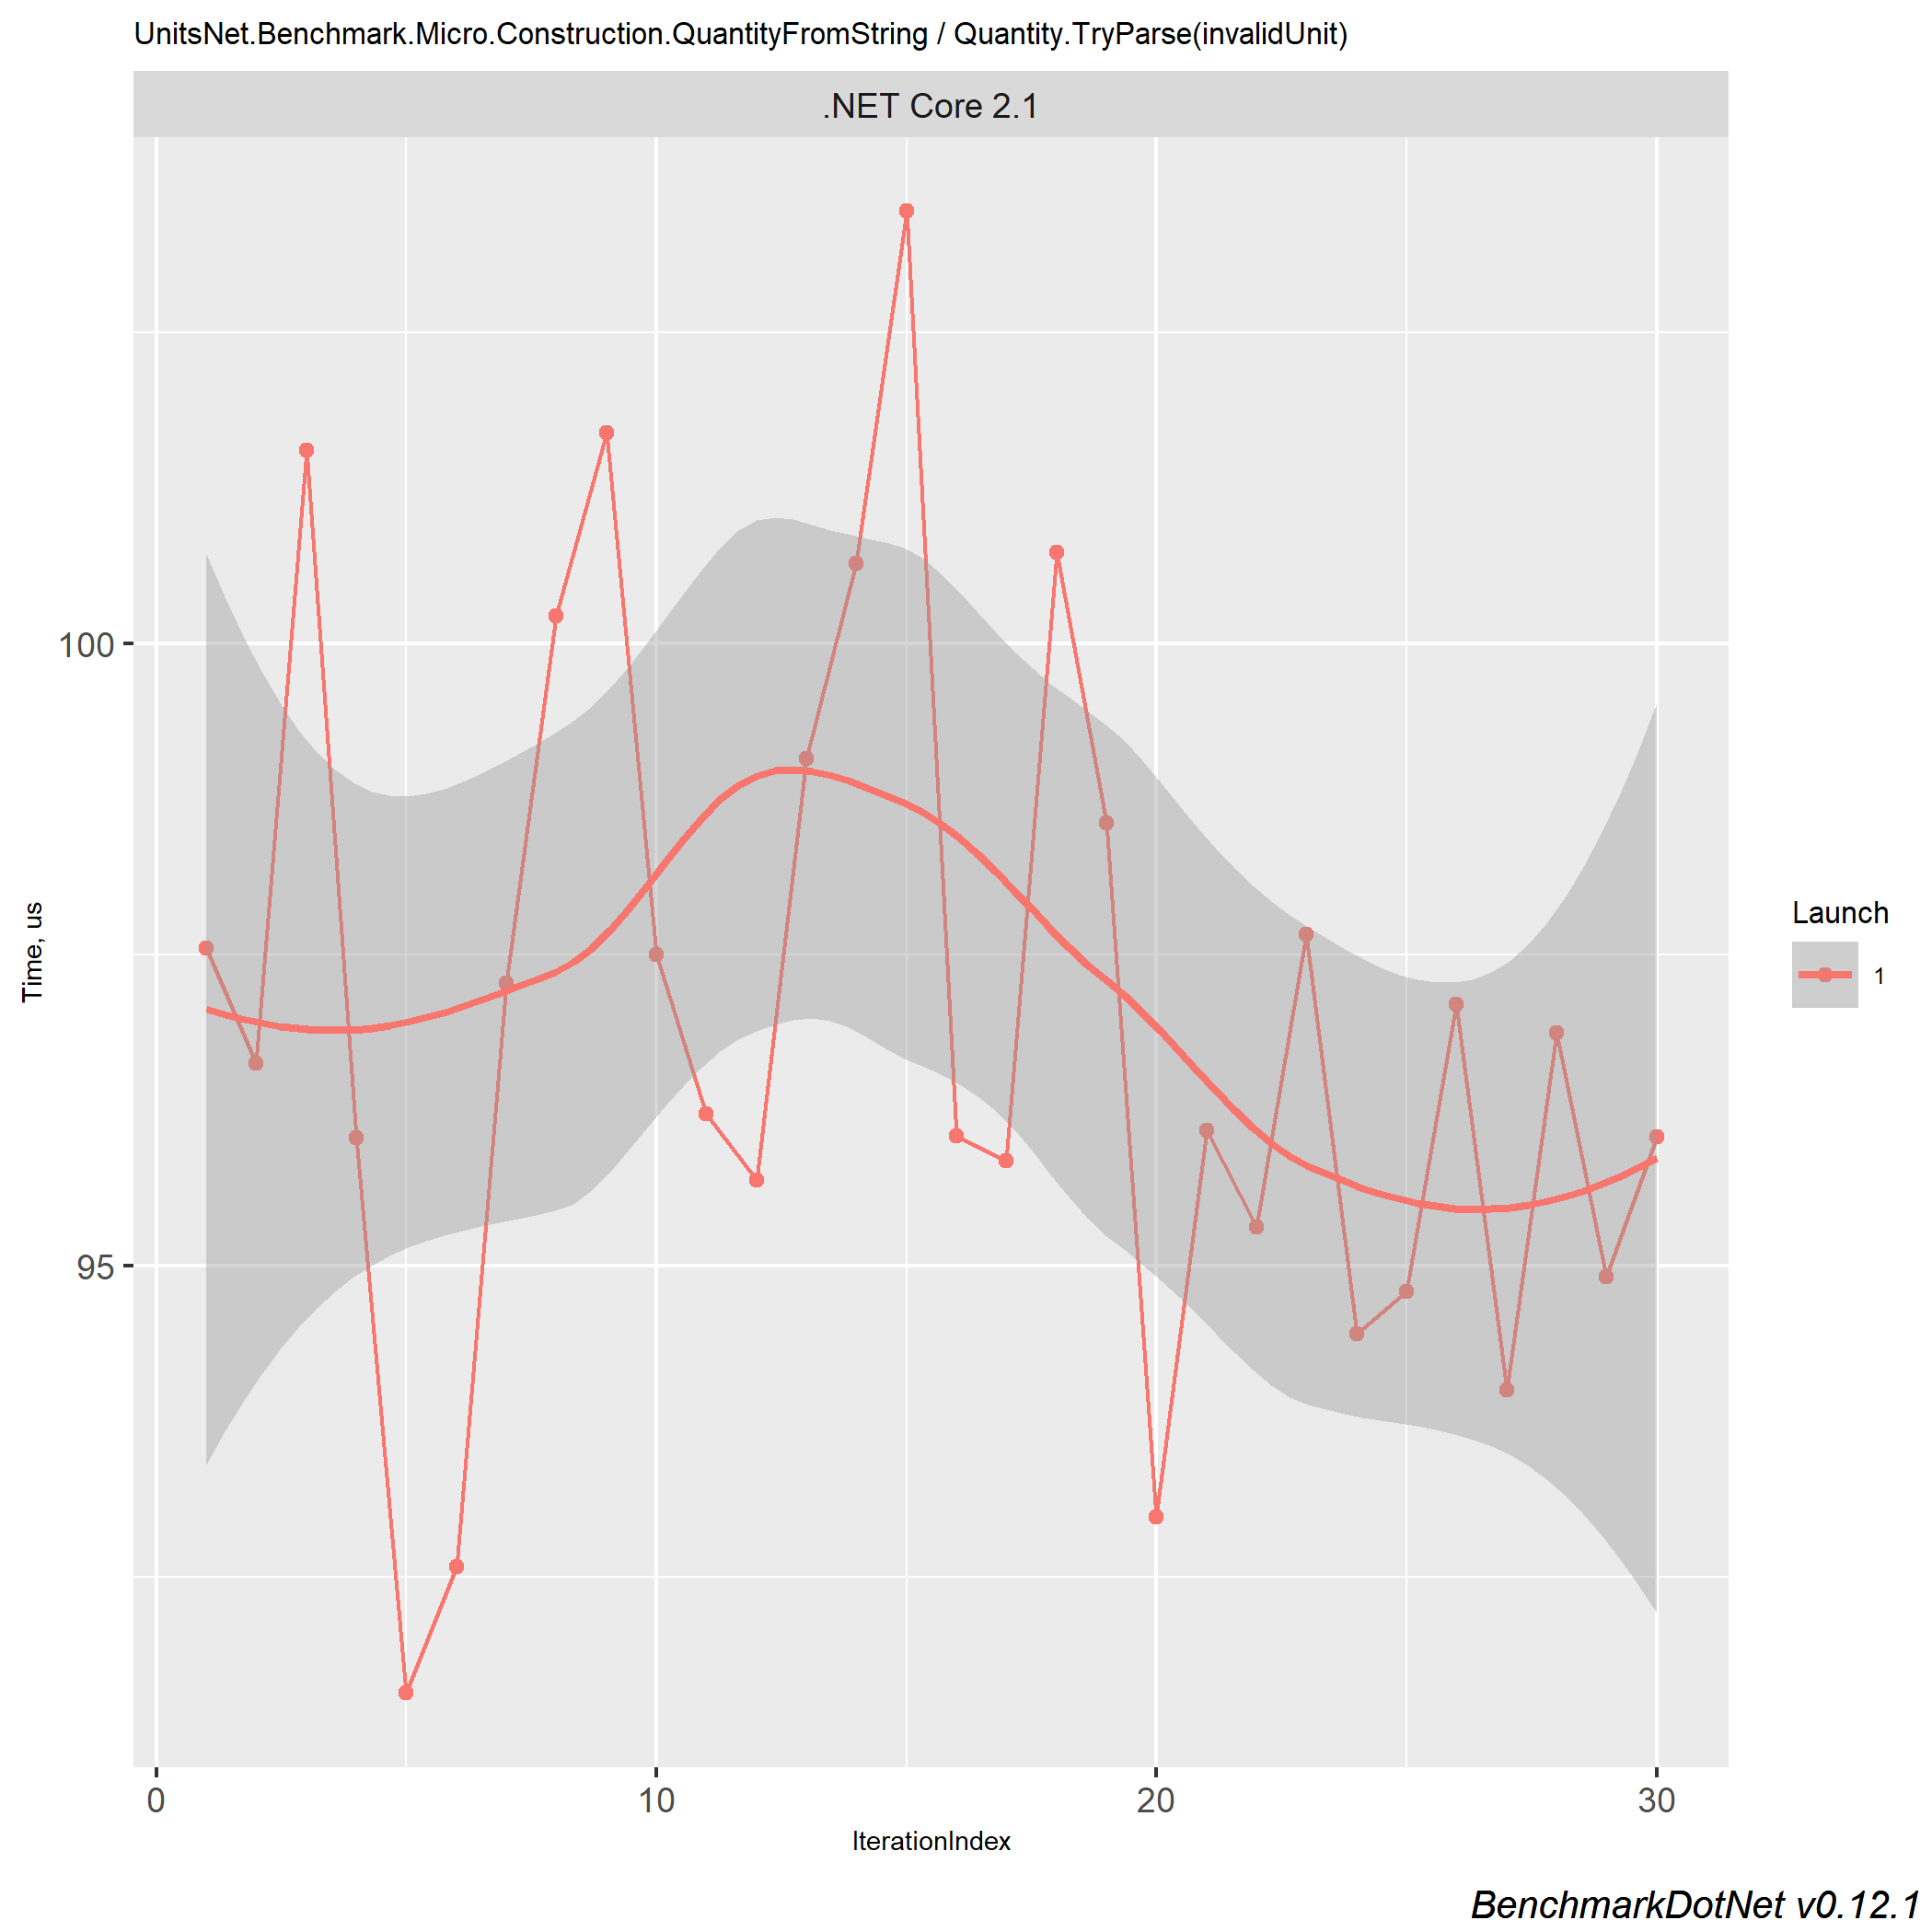 UnitsNet.Benchmark.Micro.Construction.QuantityFromString / Quantity.TryParse(invalidUnit)
.NET Core 2.1
100
95
Time, us
Launch
1
0 10 20 30
IterationIndex
BenchmarkDotNet v0.12.1